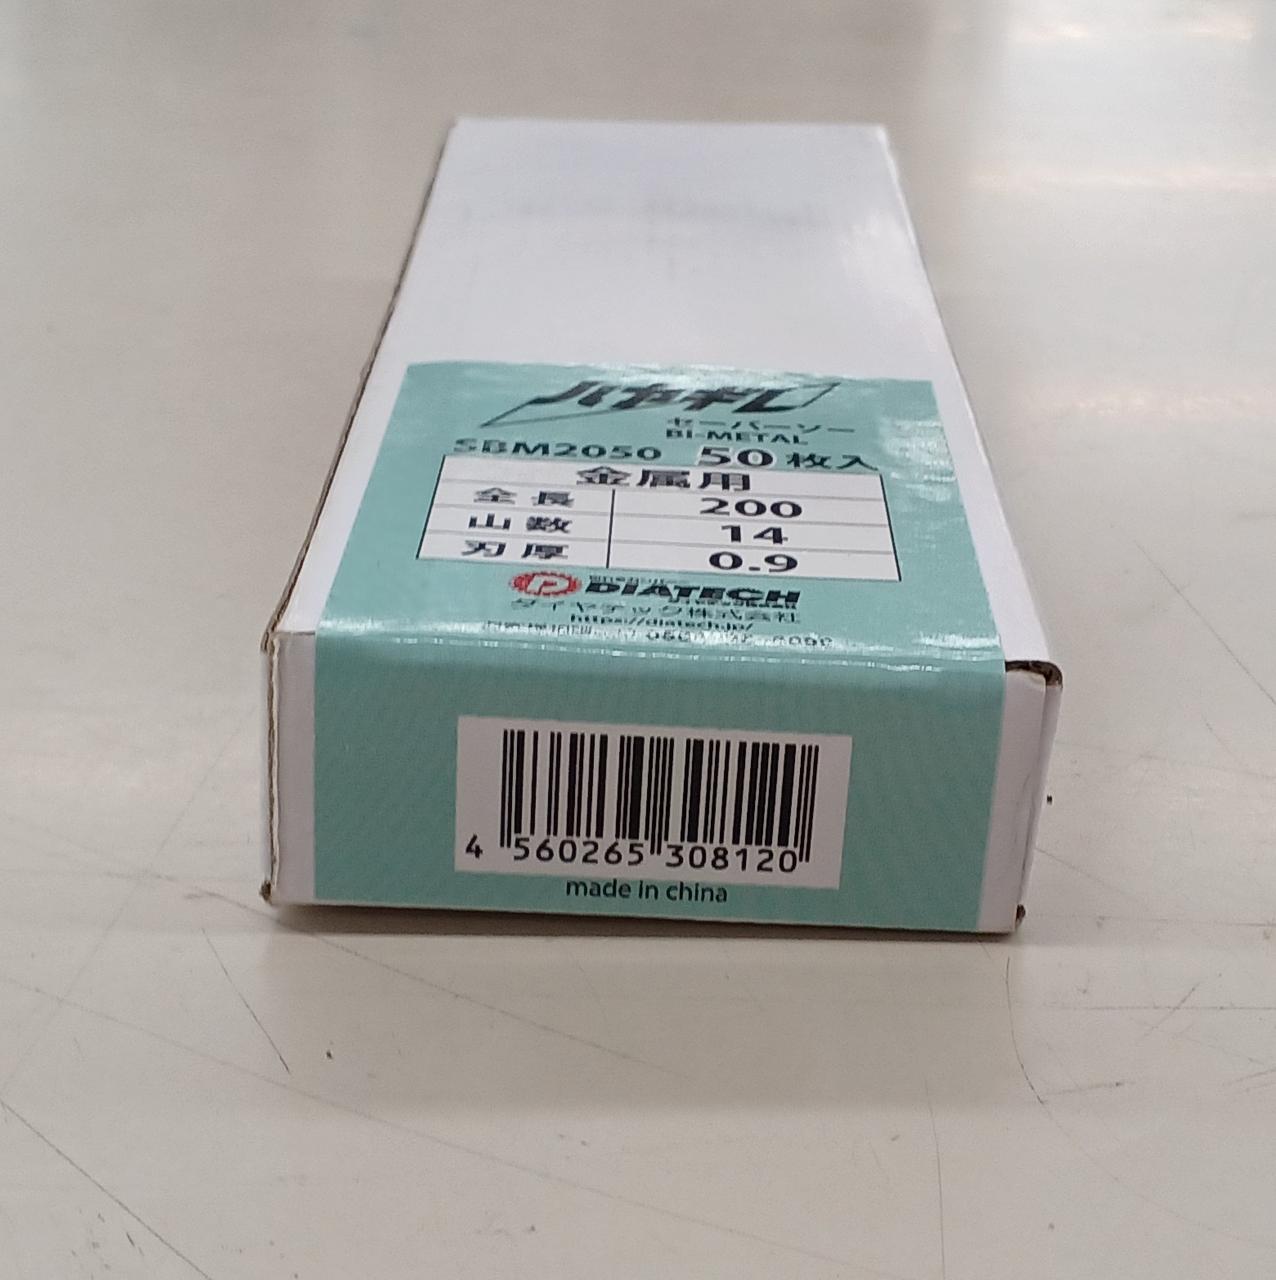 ハヤギレ
セーバーソー
BI-METAL
SBM2050 50枚入
金属用
全長 200
山数 14
刃厚 0.9
DIATECH
ダイヤテック株式会社
https://diatech.jp/
4 560265 308120
made in china